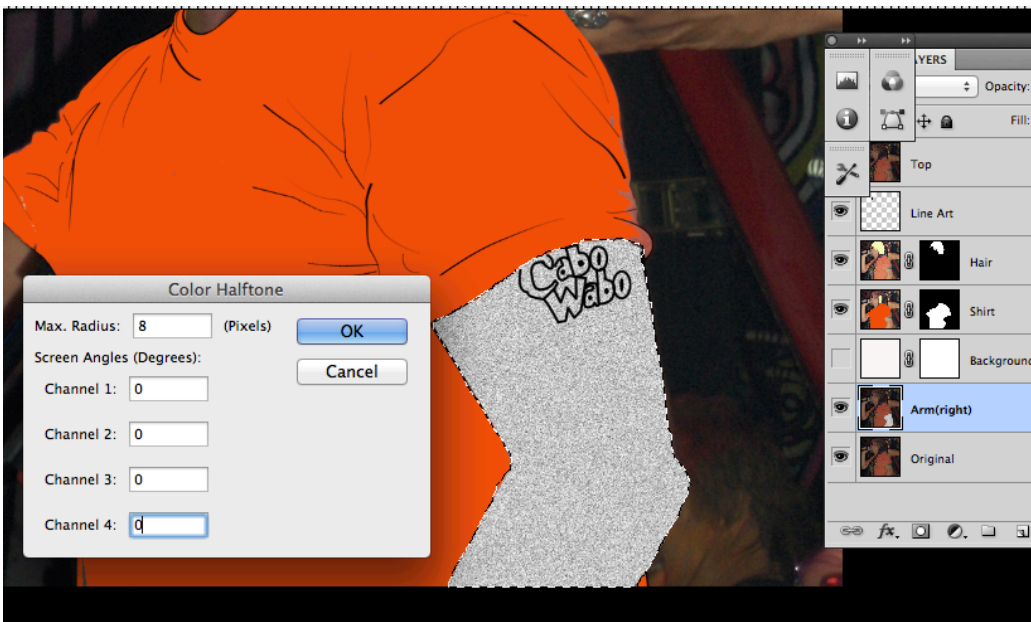 Cabo
Wabo
Color Halftone
Max. Radius: 8 (Pixels)
OK
Screen Angles (Degrees):
Cancel
Channel 1: 0
Channel 2: 0
Channel 3: 0
Channel 4: 0
YERS
Opacity:
Fill:
Top
Line Art
Hair
Shirt
Background
Arm(right)
Original
fx.